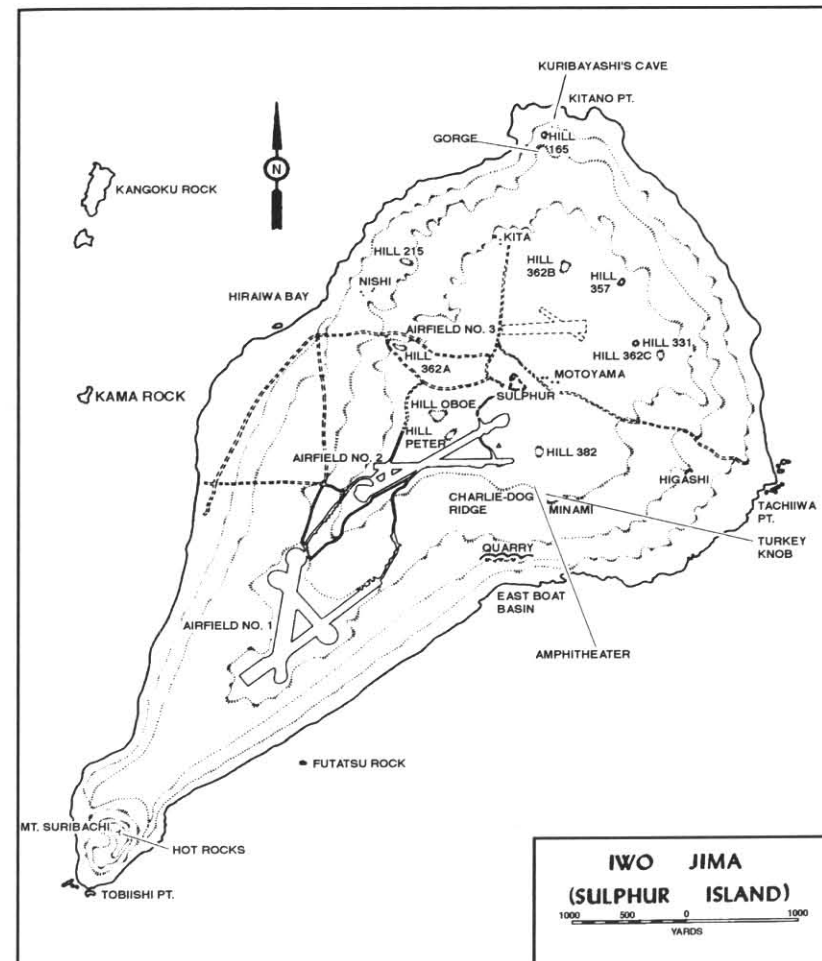 KURIBAYASHI'S CAVE
KITANO PT.
GORGE
HILL
165
N
KANGOKU ROCK
KITA
HILL 215
HILL
362B
HILL
357
NISHI
HIRAIWA BAY
AIRFIELD NO. 3
HILL 331
HILL 362C
HILL
362A
MOTOYAMA
KAMA ROCK
SULPHUR
HILL OBOE
HILL
PETER
HILL 382
AIRFIELD NO. 2
HIGASHI
CHARLIE-DOG
RIDGE
MINAMI
TACHIIWA
PT.
TURKEY
KNOB
QUARRY
EAST BOAT
BASIN
AIRFIELD NO. 1
AMPHITHEATER
FUTATSU ROCK
MT. SURIBACHI
HOT ROCKS
TOBIISHI PT.
IWO JIMA
(SULPHUR ISLAND)
1000 500 0 1000
YARDS